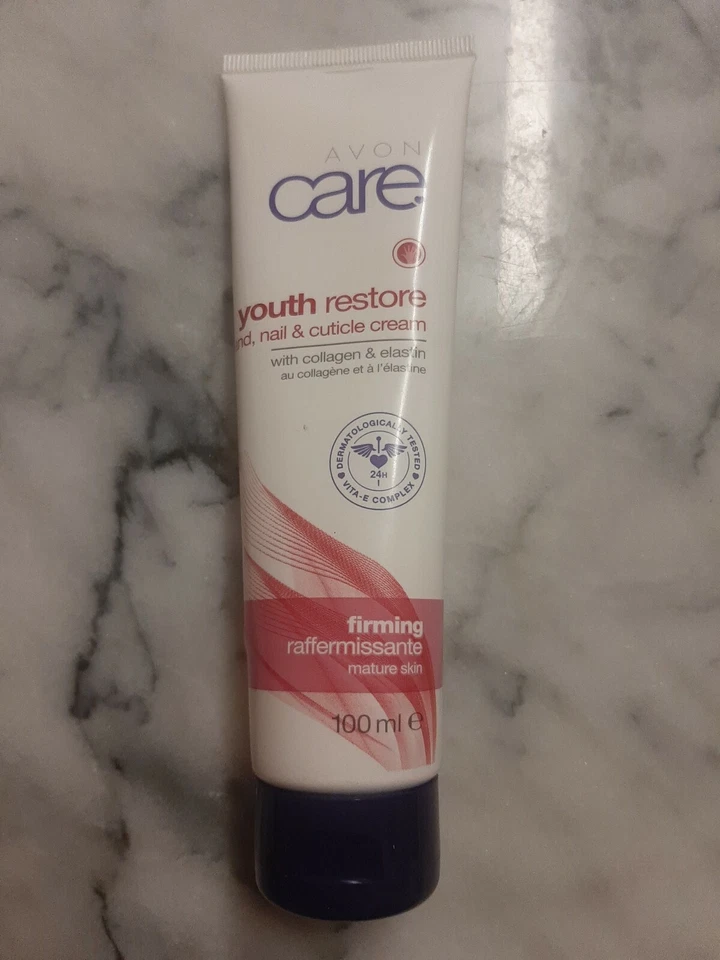 AVON
care.
youth restore
nd, nail & cuticle cream
with collagen & elastin
au collagène et à l'élastine
DERMATOLOGICALLY TESTED
24H
VITA-E COMPLEX
firming
raffermissante
mature skin
100 ml ℮